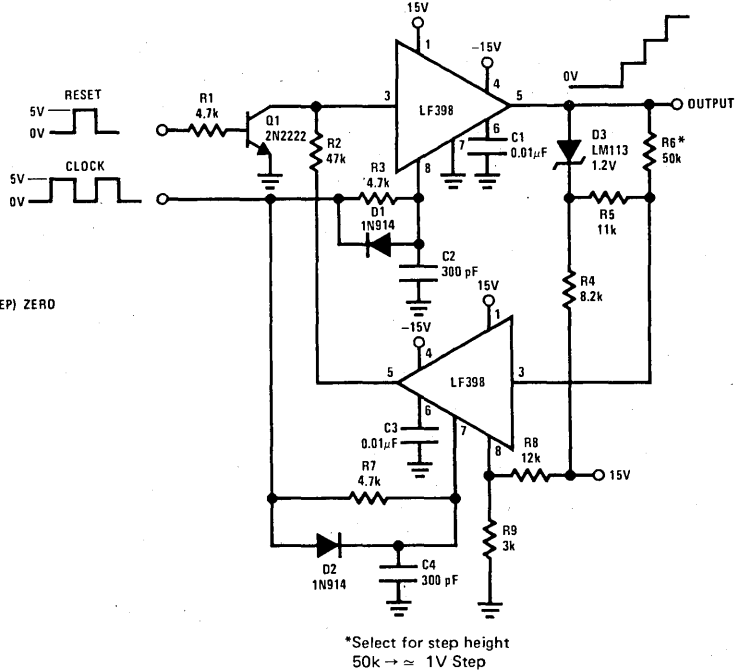 15V
1
-15V
4
0V
RESET
5V
0V
R1
4.7k
3
LF398
5
OUTPUT
Q1
2N2222
R2
47k
6
7
C1
0.01μF
D3
LM113
1.2V
R6*
50k
CLOCK
5V
0V
R3
4.7k
8
D1
1N914
R5
11k
C2
300 pF
R4
8.2k
EP) ZERO
15V
-15V
4
1
5
LF398
3
6
7
8
C3
0.01μF
R8
12k
15V
R7
4.7k
R9
3k
D2
1N914
C4
300 pF
*Select for step height
50k → ≃ 1V Step